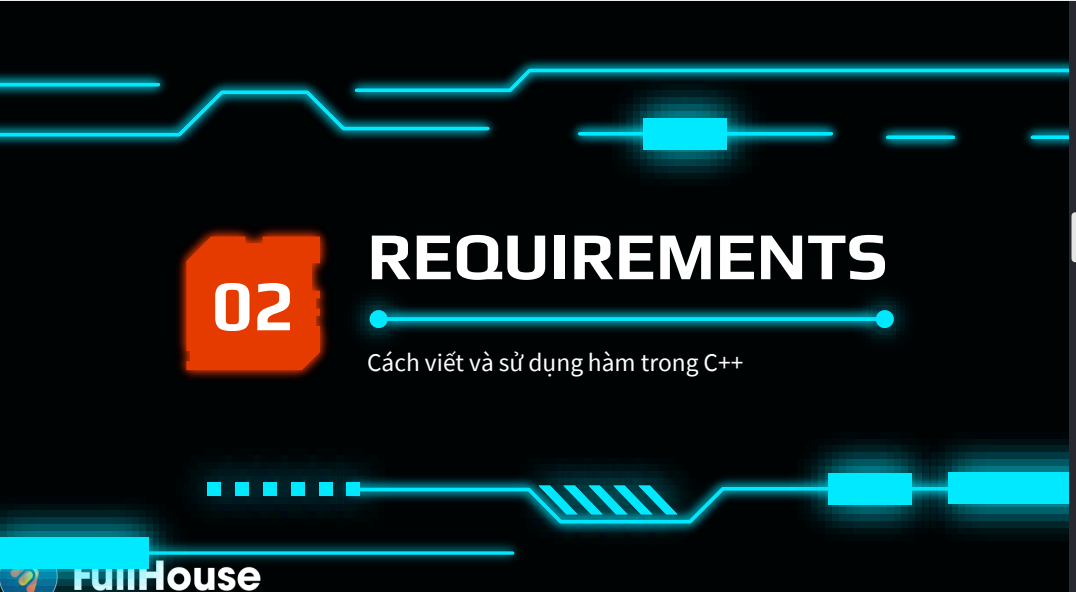 02
REQUIREMENTS
Cách viết và sử dụng hàm trong C++
FullHouse